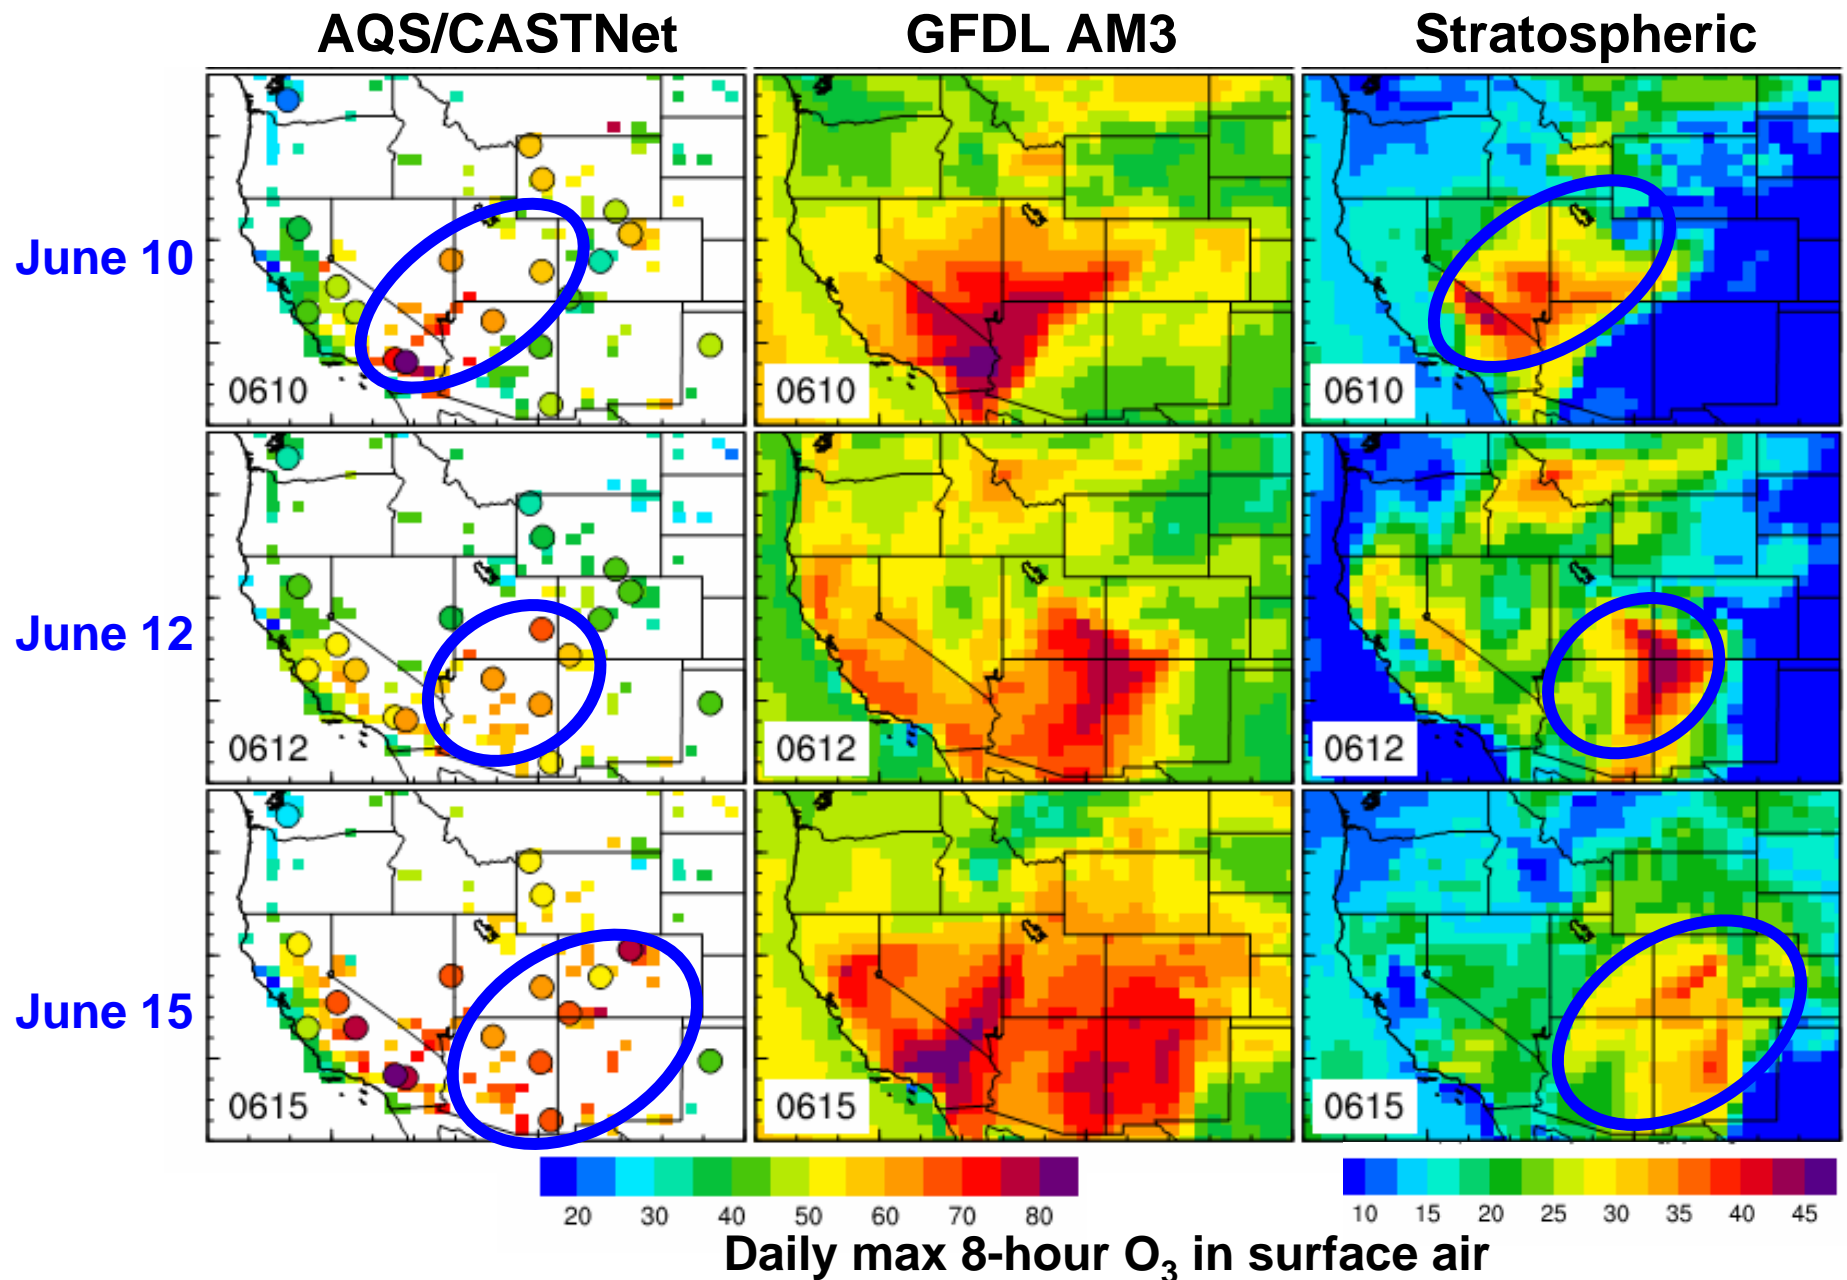 AQS/CASTNet GFDL AM3 Stratospheric
June 10
0610 0610 0610
June 12
0612 0612 0612
June 15
0615 0615 0615
20 30 40 50 60 70 80 10 15 20 25 30 35 40 45
Daily max 8-hour O₃ in surface air